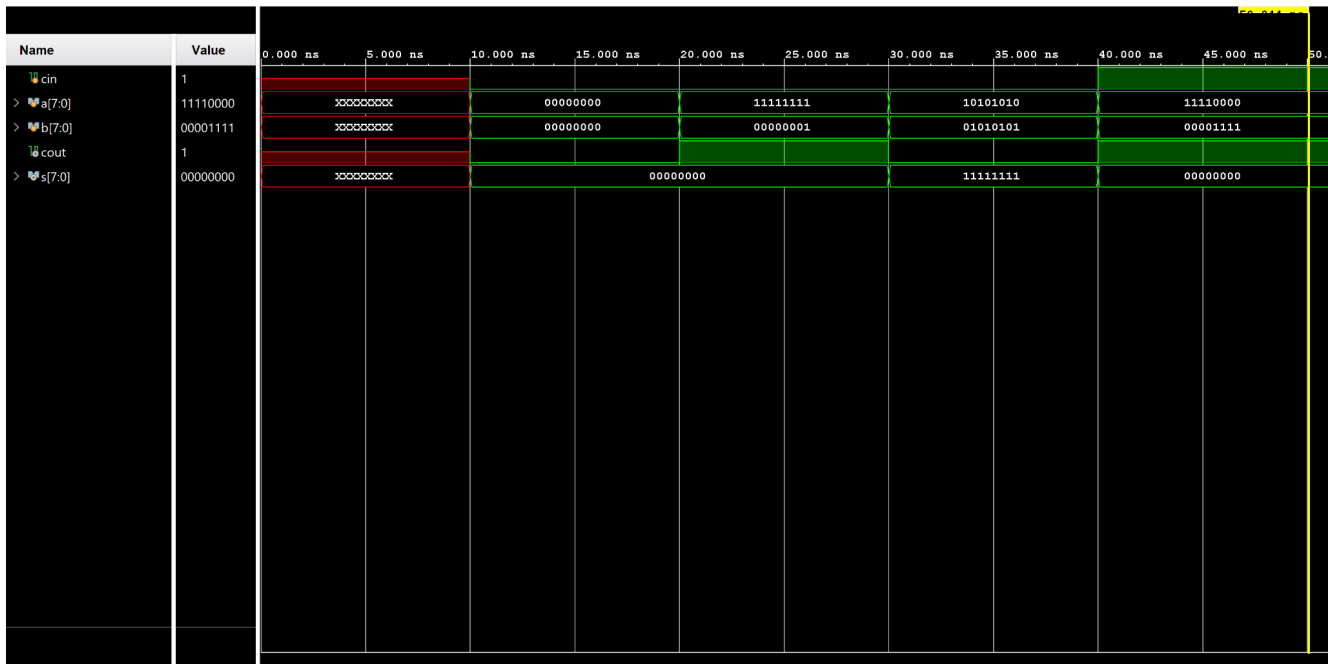 Name Value
0.000 ns 5.000 ns 10.000 ns 15.000 ns 20.000 ns 25.000 ns 30.000 ns 35.000 ns 40.000 ns 45.000 ns 50.
cin 1
a[7:0] 11110000 XXXXXXXX 00000000 11111111 10101010 11110000
b[7:0] 00001111 XXXXXXXX 00000000 00000001 01010101 00001111
cout 1
s[7:0] 00000000 XXXXXXXX 00000000 11111111 00000000